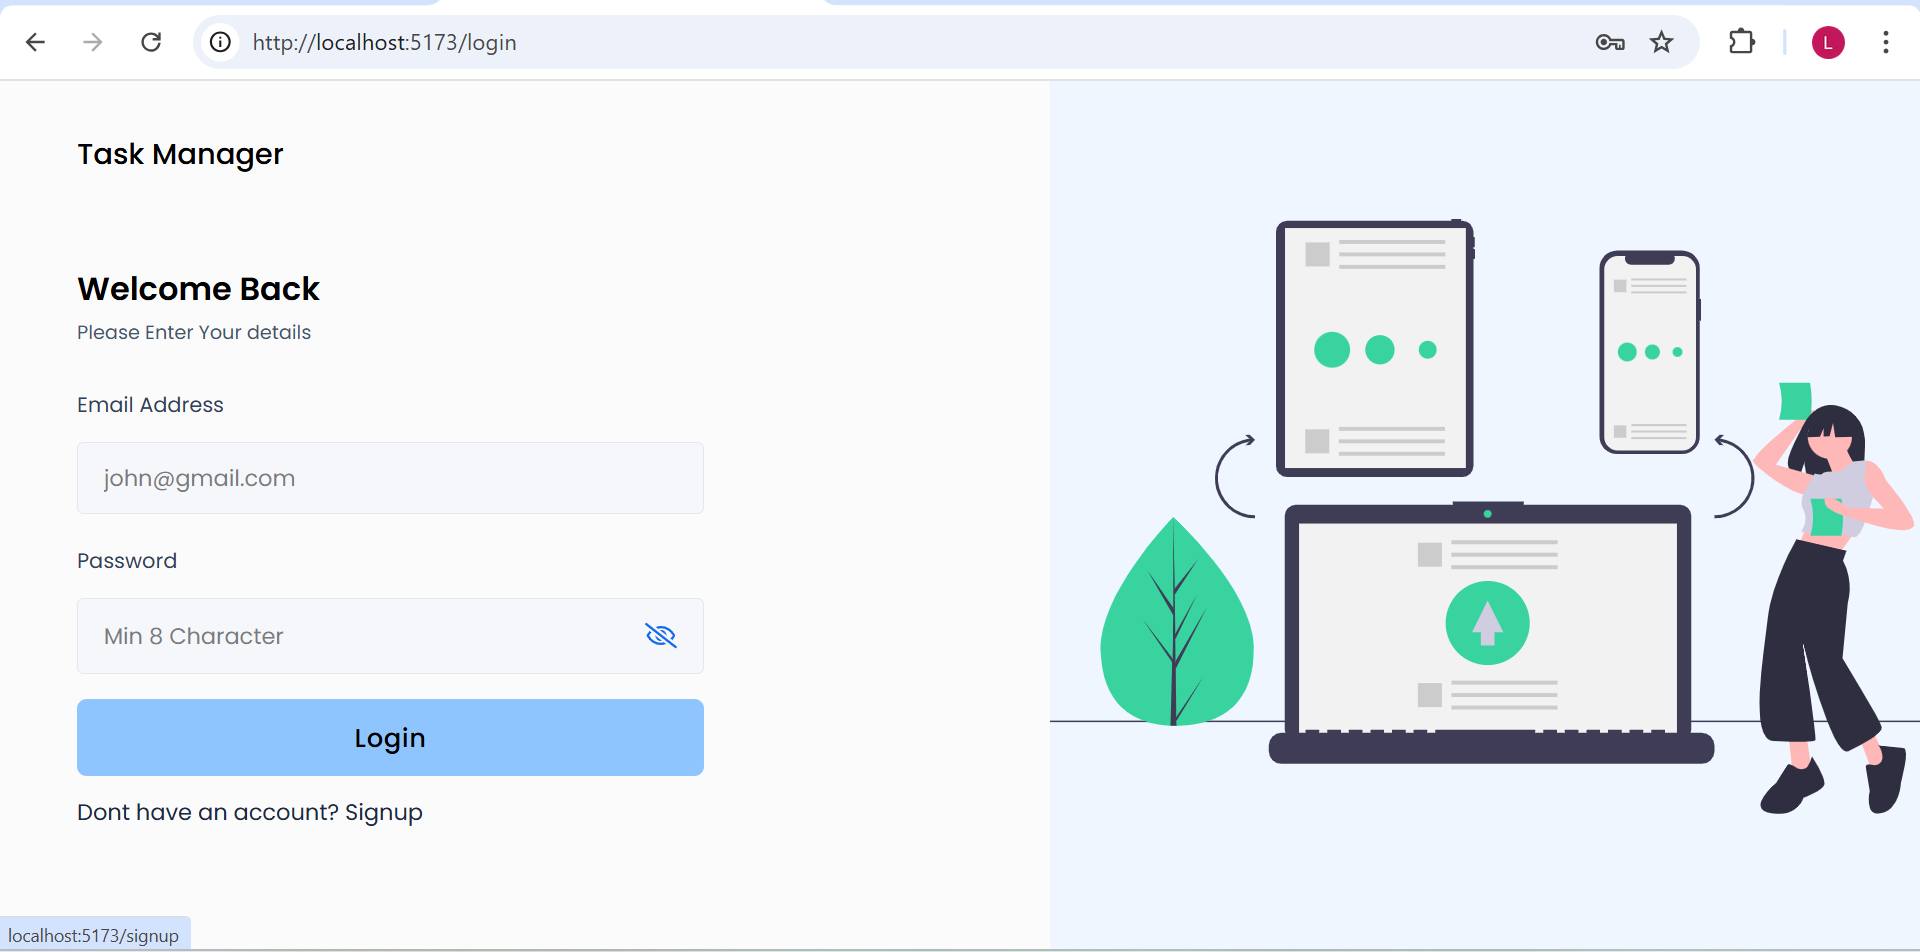 http://localhost:5173/login
L
Task Manager
Welcome Back
Please Enter Your details
Email Address
john@gmail.com
Password
Min 8 Character
Login
Dont have an account? Signup
localhost:5173/signup